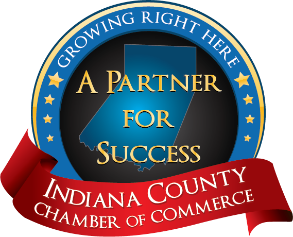 GROWING RIGHT HERE
A PARTNER
FOR
SUCCESS
INDIANA COUNTY
CHAMBER OF COMMERCE